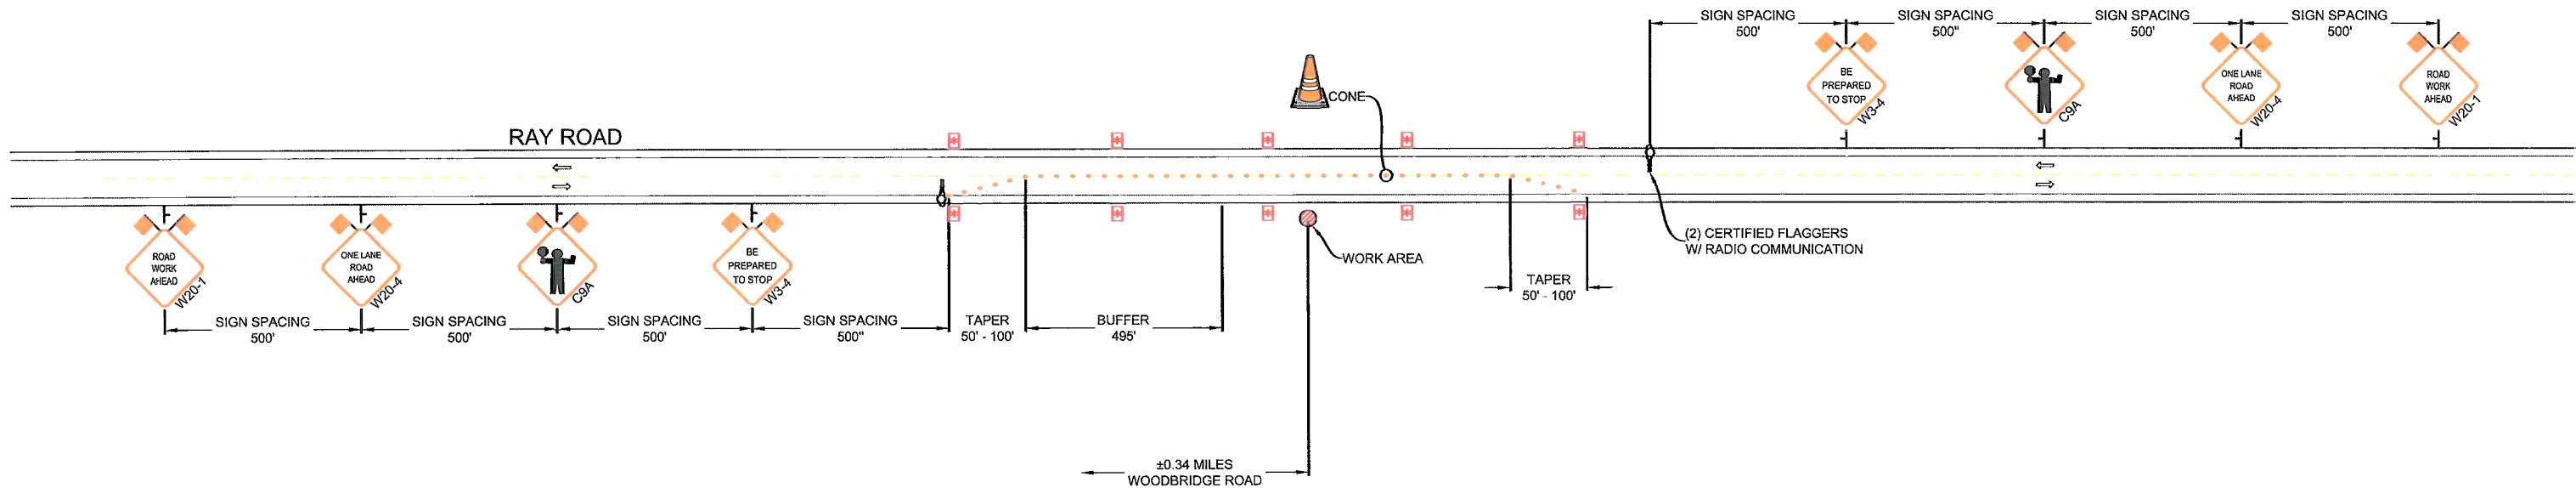 SIGN SPACING
500'
SIGN SPACING
500"
SIGN SPACING
500'
SIGN SPACING
500'
BE
PREPARED
TO STOP
W3-4
C9A
ONE LANE
ROAD
AHEAD
W20-4
ROAD
WORK
AHEAD
W20-1
CONE
RAY ROAD
ROAD
WORK
AHEAD
W20-1
ONE LANE
ROAD
AHEAD
W20-4
C9A
BE
PREPARED
TO STOP
W3-4
WORK AREA
(2) CERTIFIED FLAGGERS
W/ RADIO COMMUNICATION
TAPER
50' - 100'
SIGN SPACING
500'
SIGN SPACING
500'
SIGN SPACING
500'
SIGN SPACING
500"
TAPER
50' - 100'
BUFFER
495'
±0.34 MILES
WOODBRIDGE ROAD